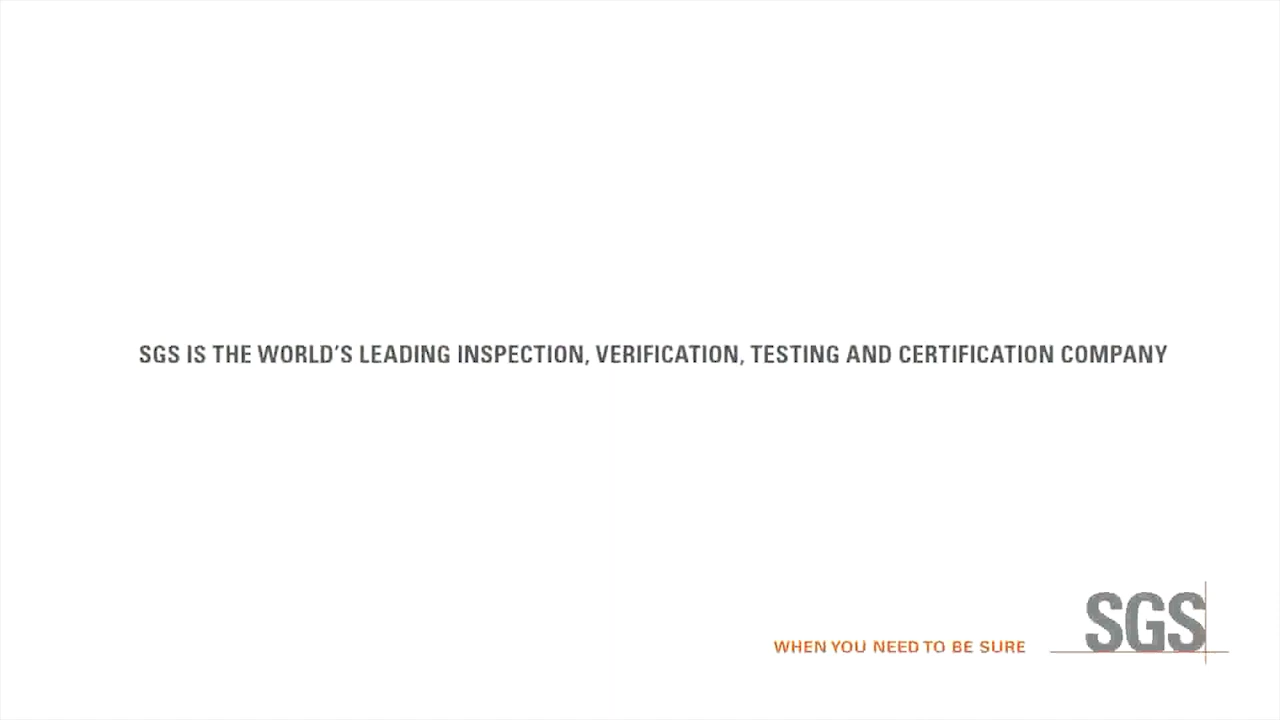 SGS IS THE WORLD'S LEADING INSPECTION, VERIFICATION, TESTING AND CERTIFICATION COMPANY
WHEN YOU NEED TO BE SURE
SGS